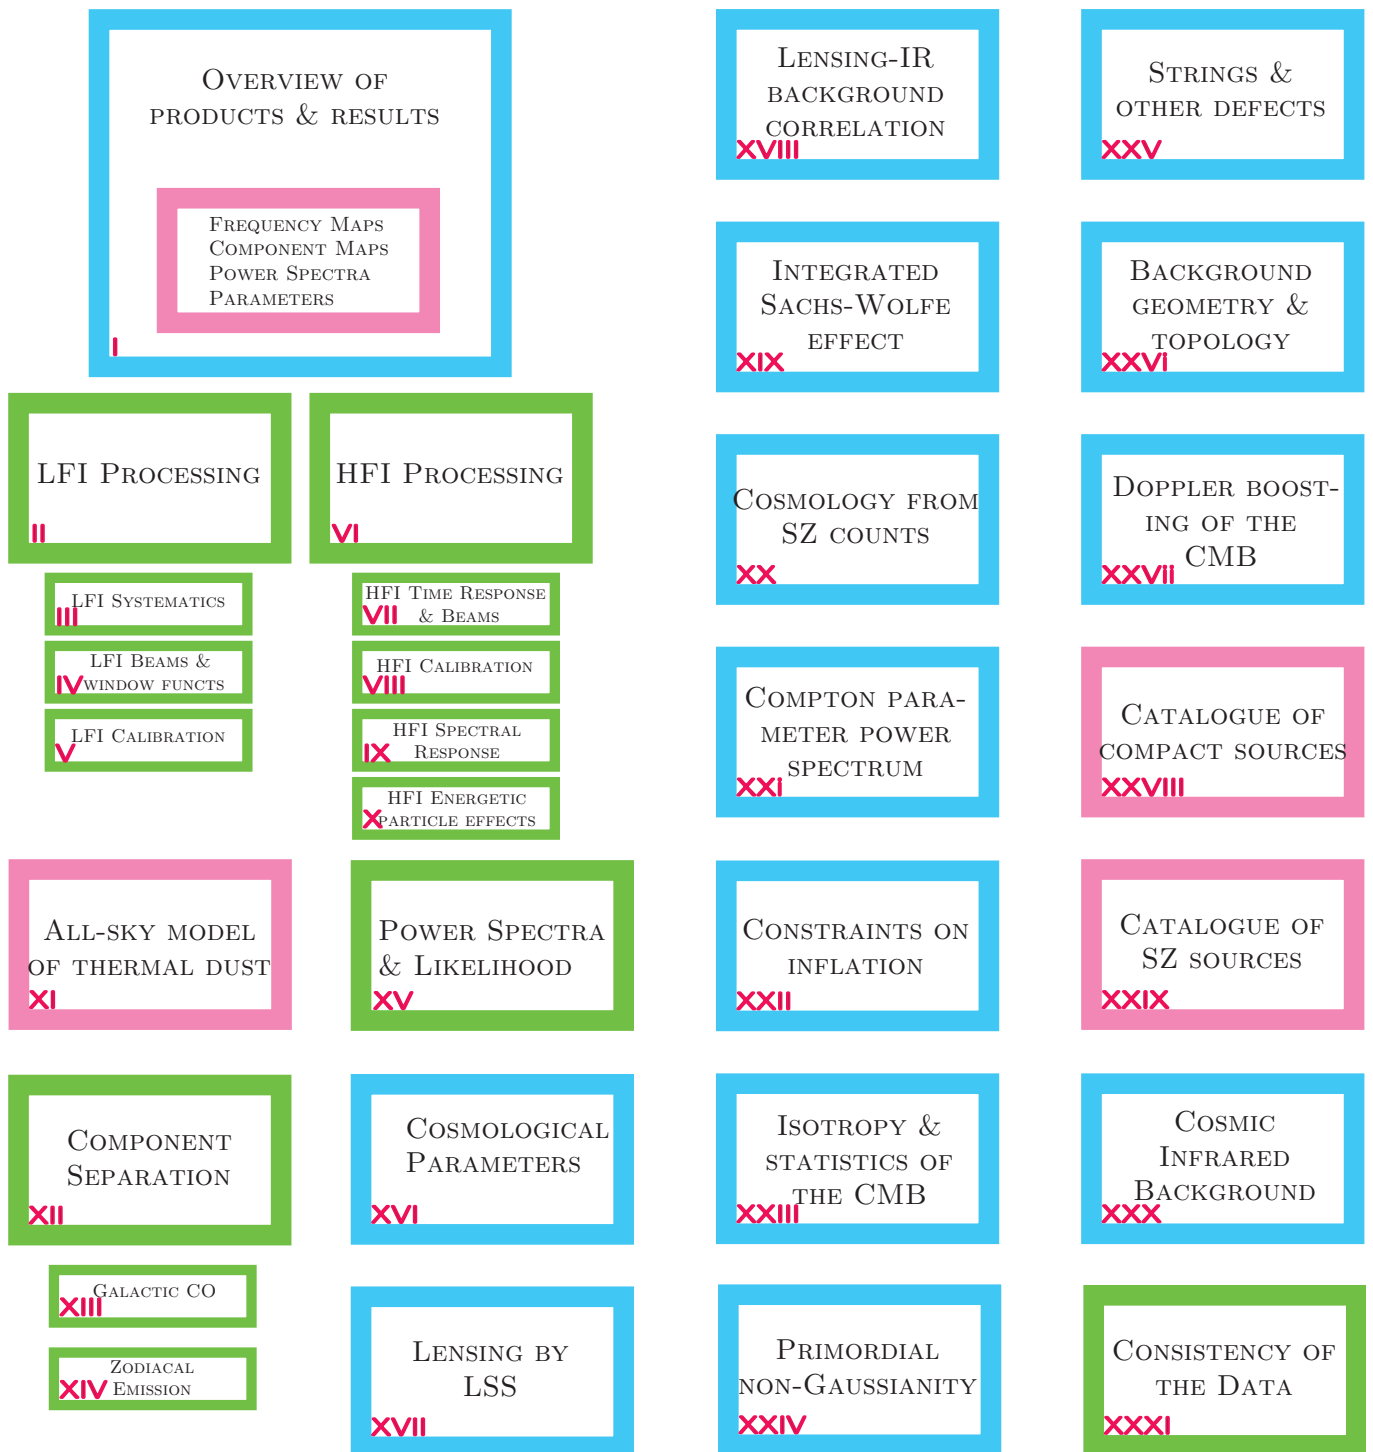 Overview of
products & results
Frequency Maps
Component Maps
Power Spectra
Parameters
I
LFI Processing
II
HFI Processing
VI
LFI Systematics
III
LFI Beams &
window functs
IV
LFI Calibration
V
HFI Time Response
& Beams
VII
HFI Calibration
VIII
HFI Spectral
Response
IX
HFI Energetic
particle effects
X
All-sky model
of thermal dust
XI
Power Spectra
& Likelihood
XV
Component
Separation
XII
Cosmological
Parameters
XVI
Galactic CO
XIII
Zodiacal
Emission
XIV
Lensing by
LSS
XVII
Lensing-IR
background
correlation
XVIII
Integrated
Sachs-Wolfe
effect
XIX
Cosmology from
SZ counts
XX
Compton para-
meter power
spectrum
XXi
Constraints on
inflation
XXII
Isotropy &
statistics of
the CMB
XXIII
Primordial
non-Gaussianity
XXIV
Strings &
other defects
XXV
Background
geometry &
topology
XXVi
Doppler boost-
ing of the
CMB
XXVii
Catalogue of
compact sources
XXVIII
Catalogue of
SZ sources
XXIX
Cosmic
Infrared
Background
XXX
Consistency of
the Data
XXXI